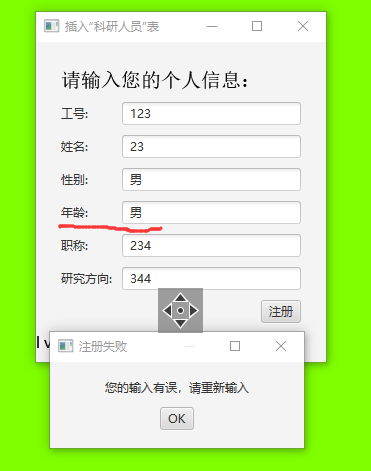 插入“科研人员”表
请输入您的个人信息：
工号: 123
姓名: 23
性别: 男
年龄: 男
职称: 234
研究方向: 344
注册
注册失败
您的输入有误，请重新输入
OK